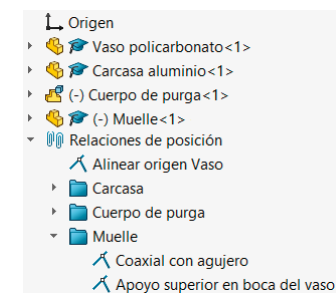 Origen
Vaso policarbonato<1>
Carcasa aluminio<1>
(-) Cuerpo de purga<1>
(-) Muelle<1>
Relaciones de posición
Alinear origen Vaso
Carcasa
Cuerpo de purga
Muelle
Coaxial con agujero
Apoyo superior en boca del vaso